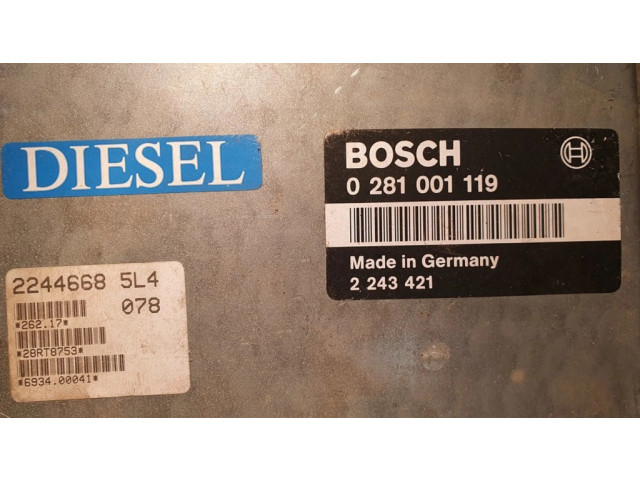 DIESEL
BOSCH
0 281 001 119
Made in Germany
2 243 421
2244668 5L4
078
*262.17*
*28RT8753*
*6934.00041*